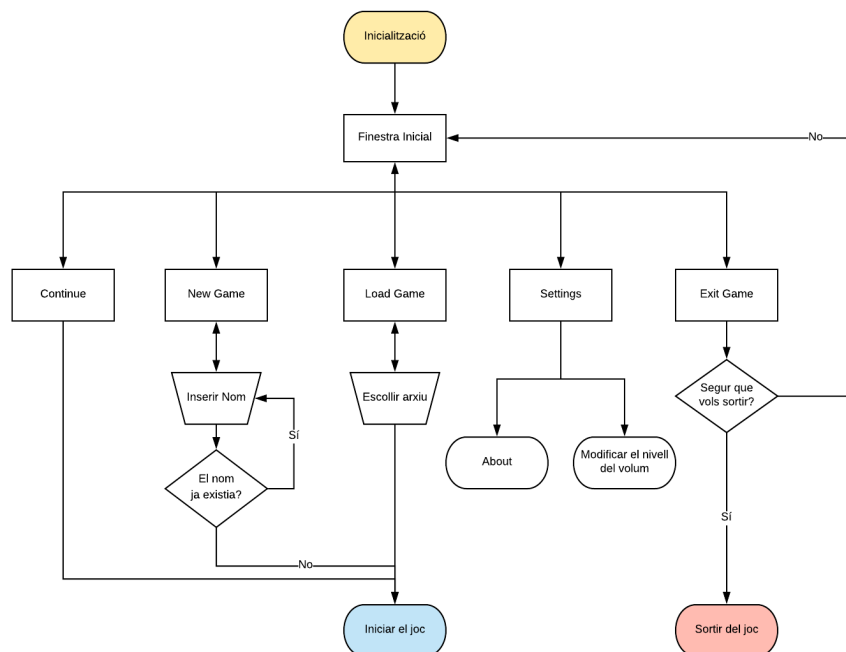 Inicialització
Finestra Inicial
No
Continue
New Game
Load Game
Settings
Exit Game
Inserir Nom
Escollir arxiu
Segur que
vols sortir?
Sí
El nom
ja existia?
About
Modificar el nivell
del volum
Sí
No
Iniciar el joc
Sortir del joc